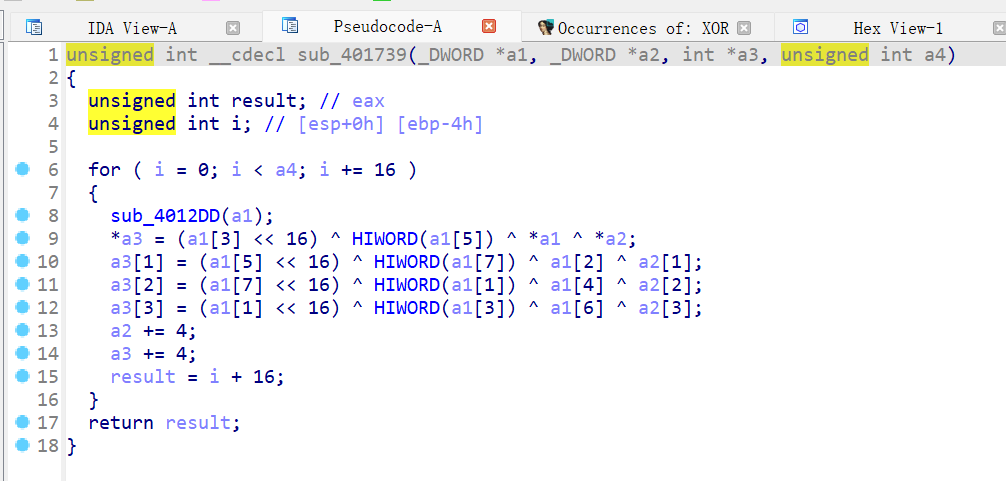 IDA View-A Pseudocode-A Occurrences of: XOR Hex View-1
1 unsigned int __cdecl sub_401739(_DWORD *a1, _DWORD *a2, int *a3, unsigned int a4)
2 {
3 unsigned int result; // eax
4 unsigned int i; // [esp+0h] [ebp-4h]
5
6 for ( i = 0; i < a4; i += 16 )
7 {
8 sub_4012DD(a1);
9 *a3 = (a1[3] << 16) ^ HIWORD(a1[5]) ^ *a1 ^ *a2;
10 a3[1] = (a1[5] << 16) ^ HIWORD(a1[7]) ^ a1[2] ^ a2[1];
11 a3[2] = (a1[7] << 16) ^ HIWORD(a1[1]) ^ a1[4] ^ a2[2];
12 a3[3] = (a1[1] << 16) ^ HIWORD(a1[3]) ^ a1[6] ^ a2[3];
13 a2 += 4;
14 a3 += 4;
15 result = i + 16;
16 }
17 return result;
18 }